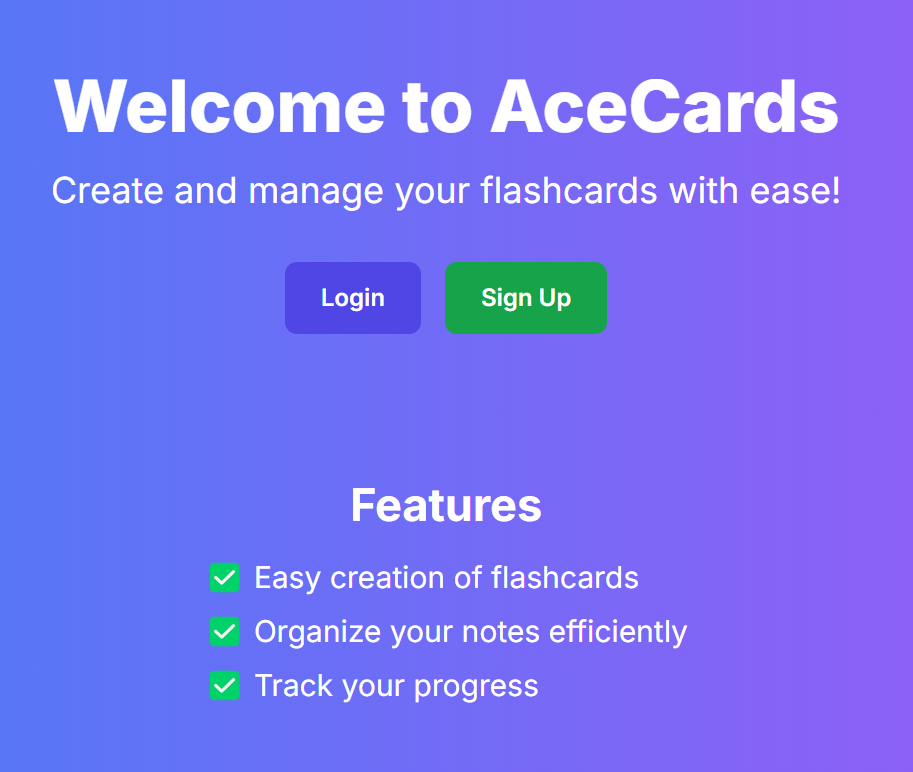 Welcome to AceCards
Create and manage your flashcards with ease!
Login
Sign Up
Features
✅ Easy creation of flashcards
✅ Organize your notes efficiently
✅ Track your progress